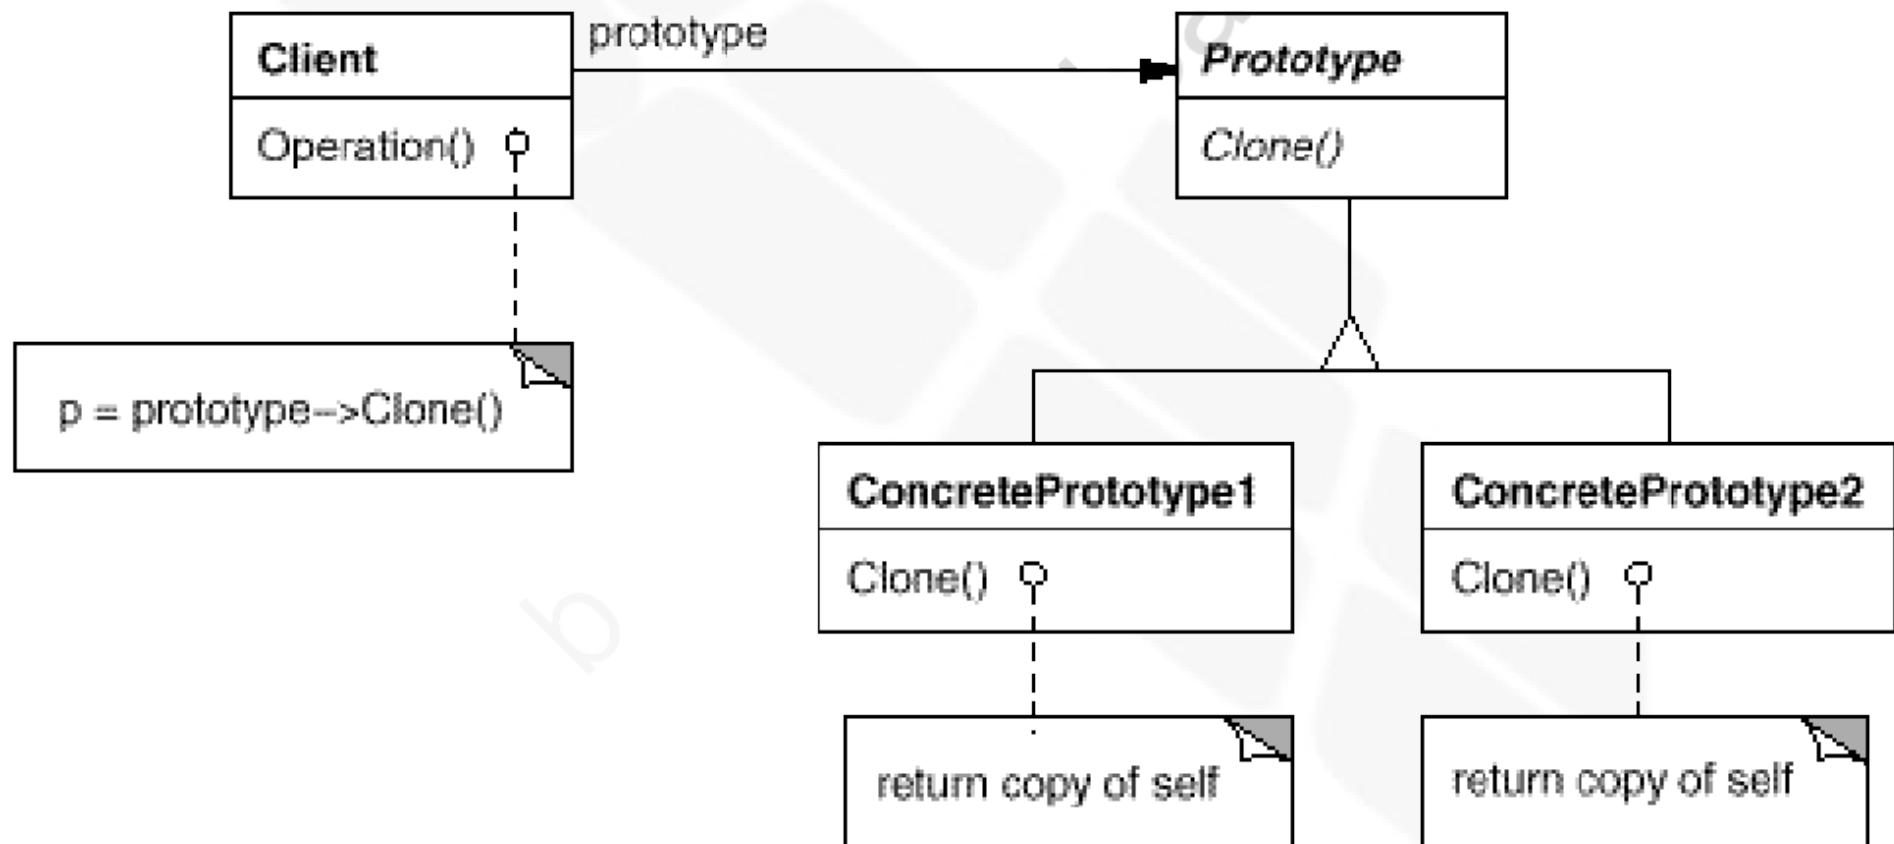 Client
prototype
Prototype
Operation()
Clone()
p = prototype->Clone()
ConcretePrototype1
ConcretePrototype2
Clone()
Clone()
return copy of self
return copy of self